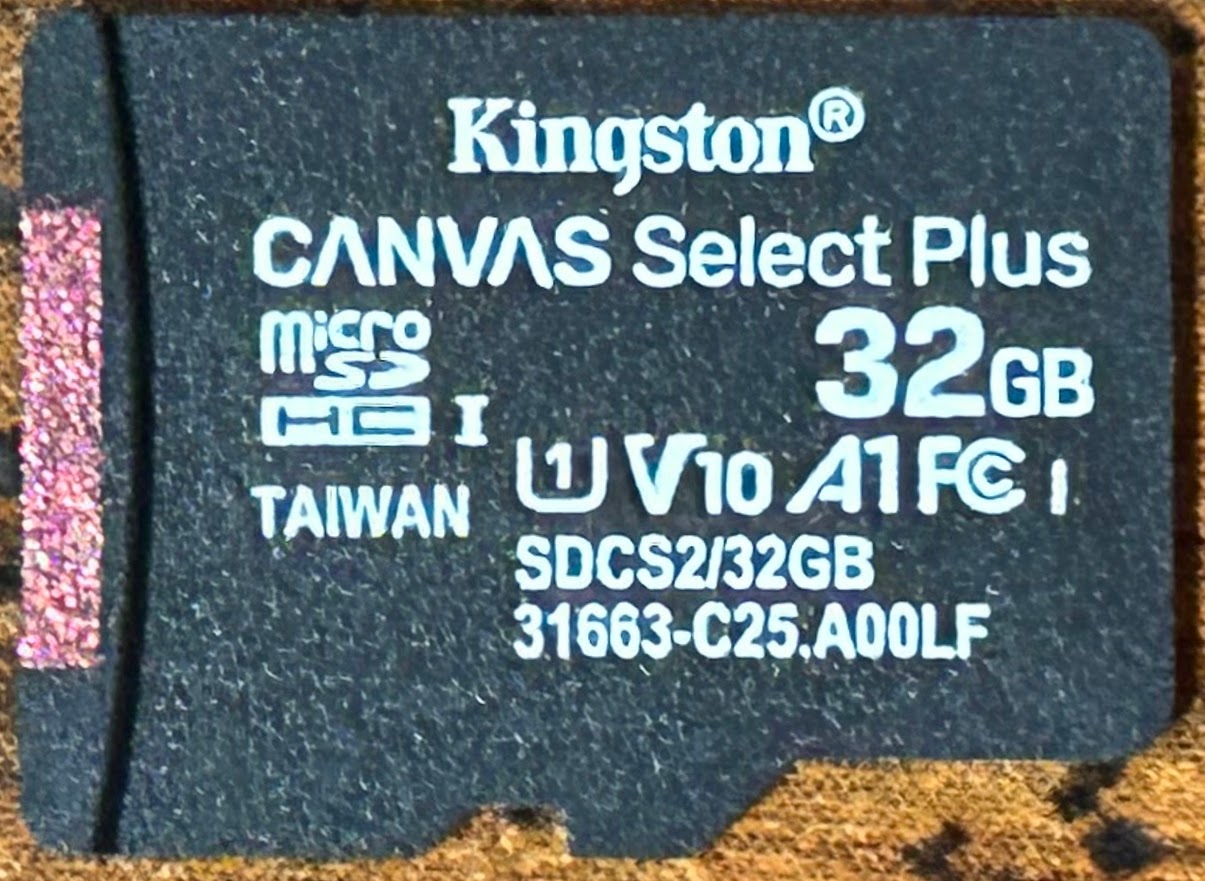 Kingston®
CANVAS Select Plus
micro
SD
HC I
32GB
U1 V10 A1 FC I
TAIWAN
SDCS2/32GB
31663-C25.A00LF